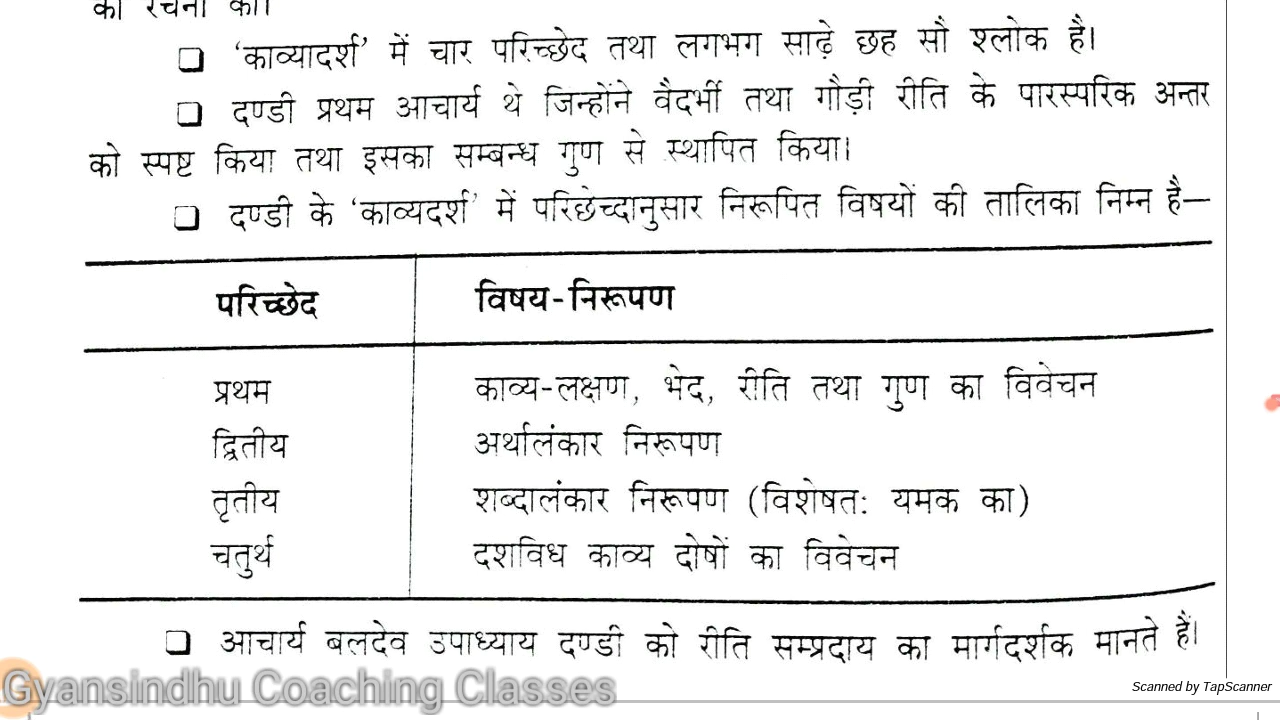 की रचना की।
❑ ‘काव्यादर्श’ में चार परिच्छेद तथा लगभग साढ़े छह सौ श्लोक है।
❑ दण्डी प्रथम आचार्य थे जिन्होंने वैदर्भी तथा गौड़ी रीति के पारस्परिक अन्तर
को स्पष्ट किया तथा इसका सम्बन्ध गुण से स्थापित किया।
❑ दण्डी के ‘काव्यदर्श’ में परिछेच्दानुसार निरूपित विषयों की तालिका निम्न है—
परिच्छेद विषय-निरूपण
प्रथम काव्य-लक्षण, भेद, रीति तथा गुण का विवेचन
द्वितीय अर्थालंकार निरूपण
तृतीय शब्दालंकार निरूपण (विशेषत: यमक का)
चतुर्थ दशविध काव्य दोषों का विवेचन
❑ आचार्य बलदेव उपाध्याय दण्डी को रीति सम्प्रदाय का मार्गदर्शक मानते हैं।
Gyansindhu Coaching Classes
Scanned by TapScanner